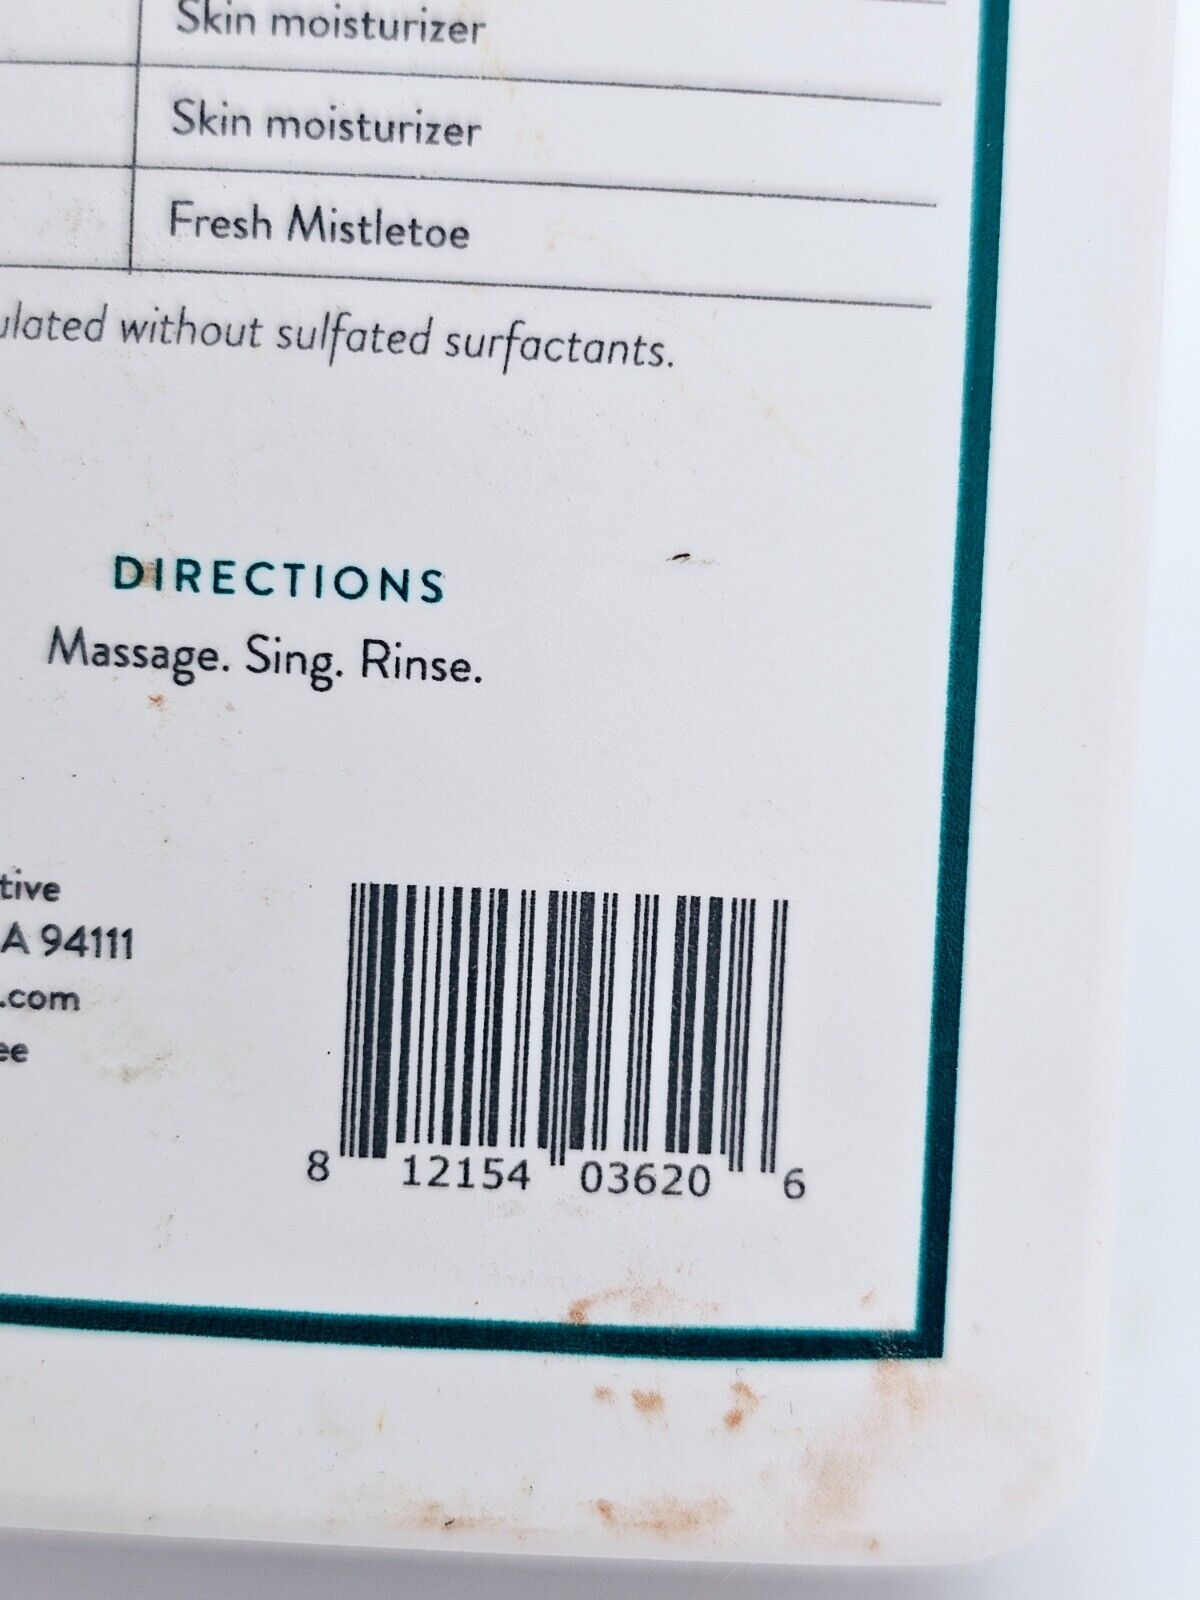 Skin moisturizer
Skin moisturizer
Fresh Mistletoe
without sulfated surfactants.
DIRECTIONS
Massage. Sing. Rinse.
A 94111
.com
8 12154 03620 6